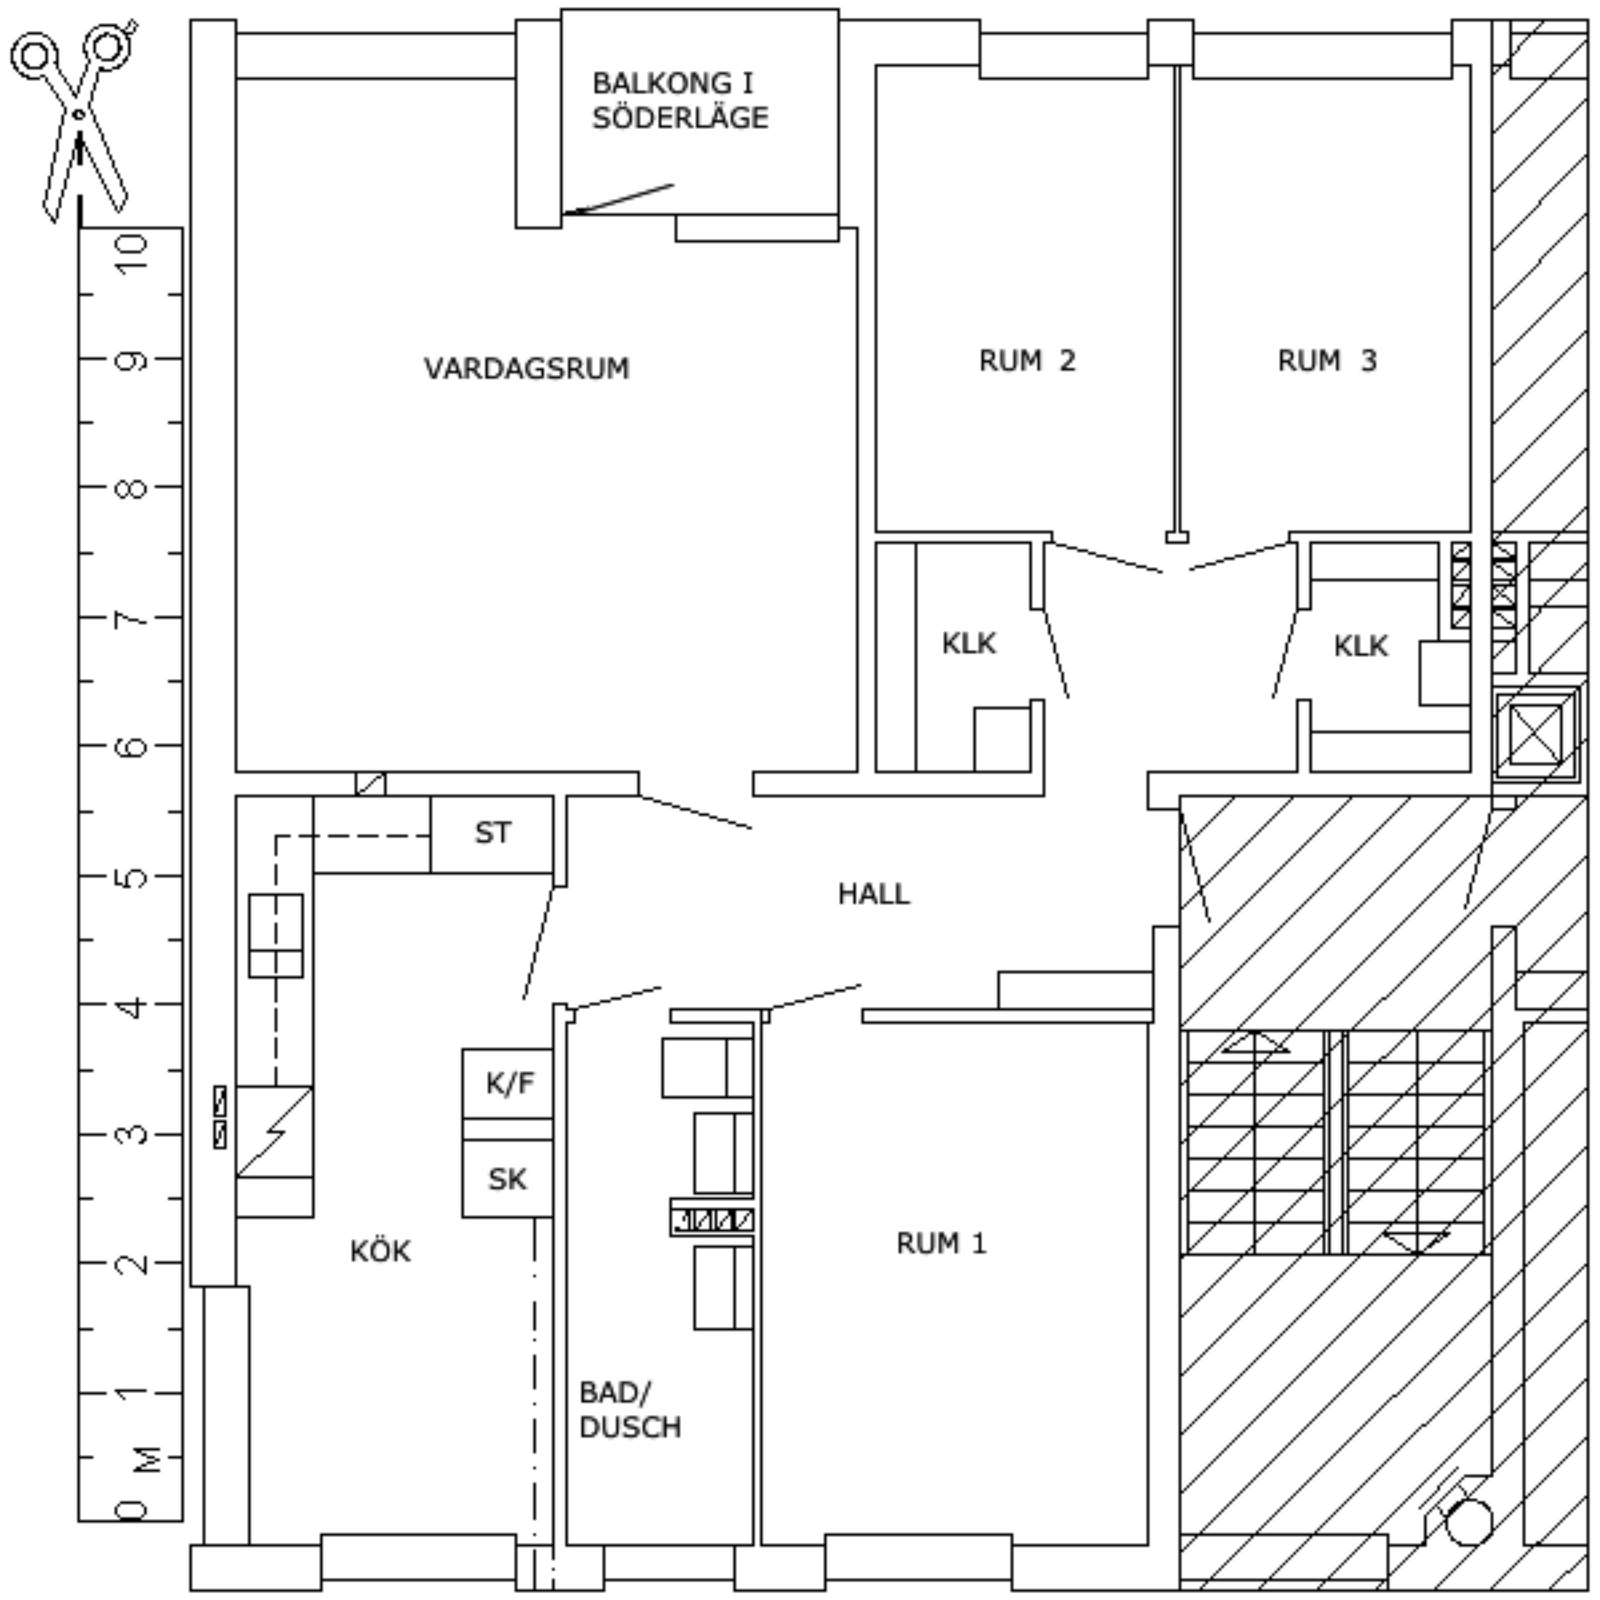 BALKONG I
SÖDERLÄGE
VARDAGSRUM
RUM 2
RUM 3
KLK
KLK
ST
HALL
K/F
SK
KÖK
RUM 1
BAD/
DUSCH
10
9
8
7
6
5
4
3
2
1
M
0